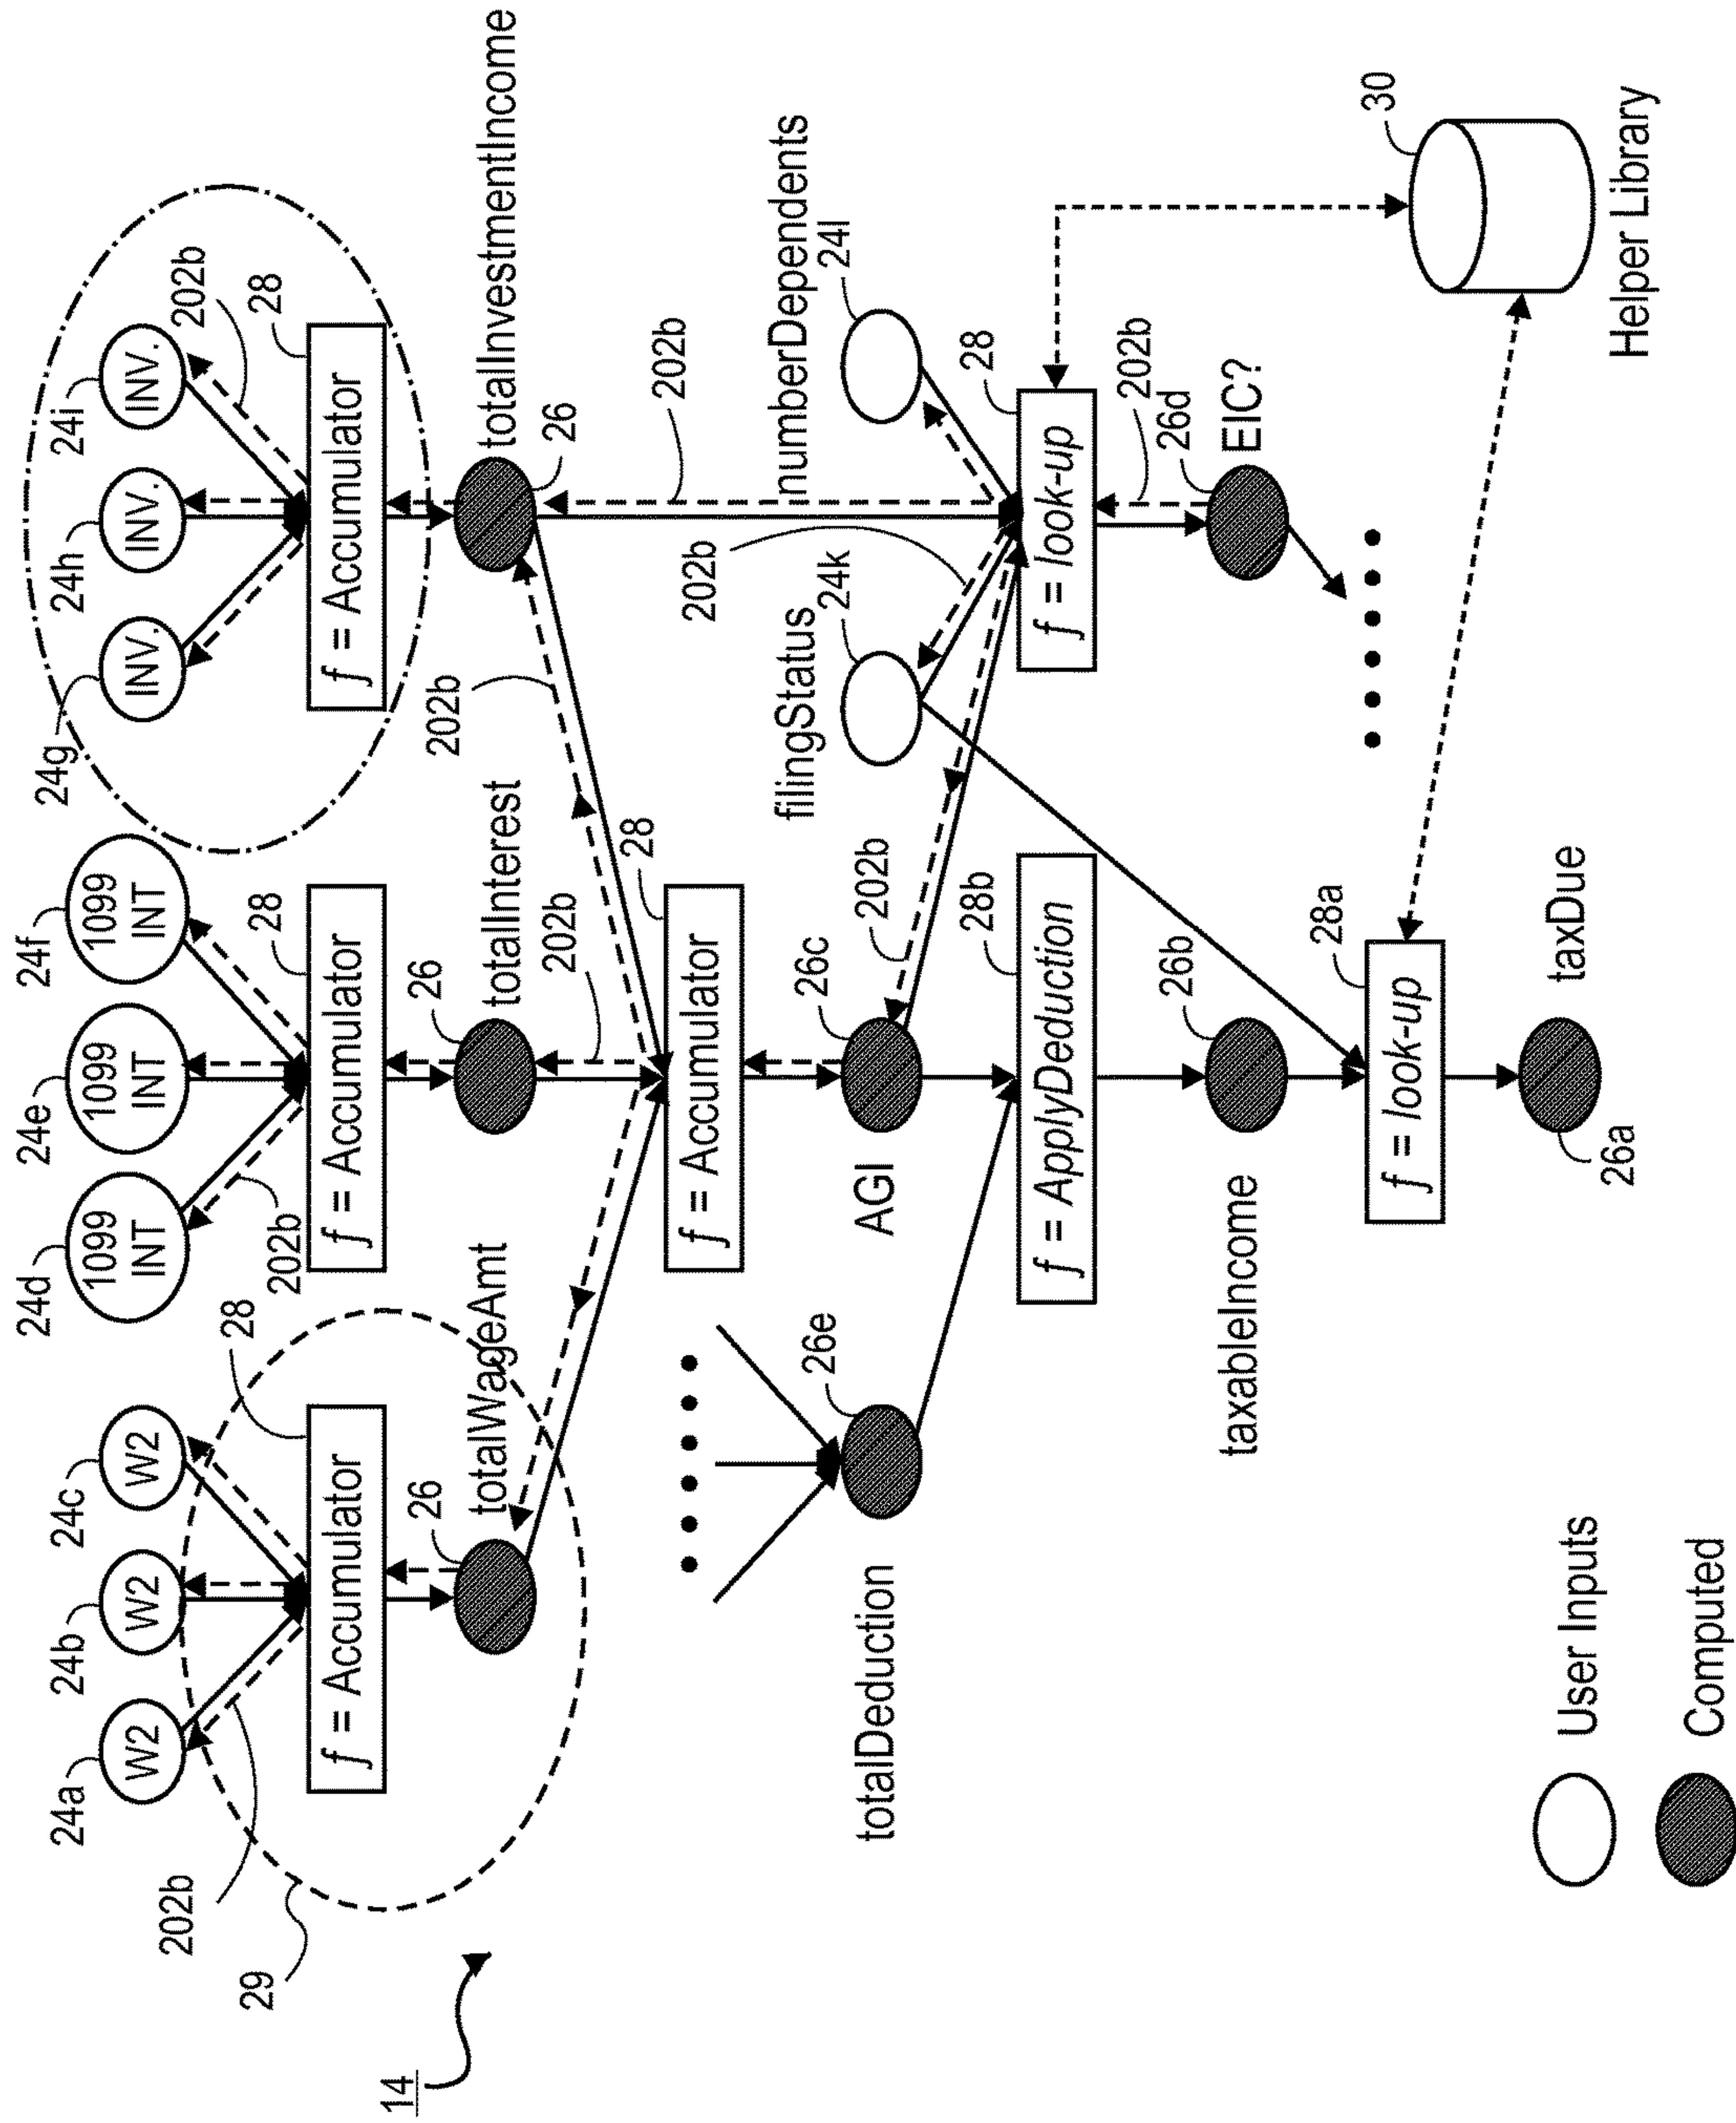 24a
24b
24c
24d
24e
24f
24g
24h
24i
W2
W2
W2
1099
INT
1099
INT
1099
INT
INV.
INV.
INV.
202b
29
28
202b
28
202b
28
f = Accumulator
f = Accumulator
f = Accumulator
14
26
totalWageAmt
26
totalInterest
26
totalInvestmentIncome
202b
202b
202b
202b
28
f = Accumulator
totalDeduction
26e
AGI
26c
202b
filingStatus
24k
numberDependents
24l
28b
f = ApplyDeduction
28
f = look-up
202b
taxableIncome
26b
26d
EIC?
28a
f = look-up
30
Helper Library
26a
taxDue
User Inputs
Computed